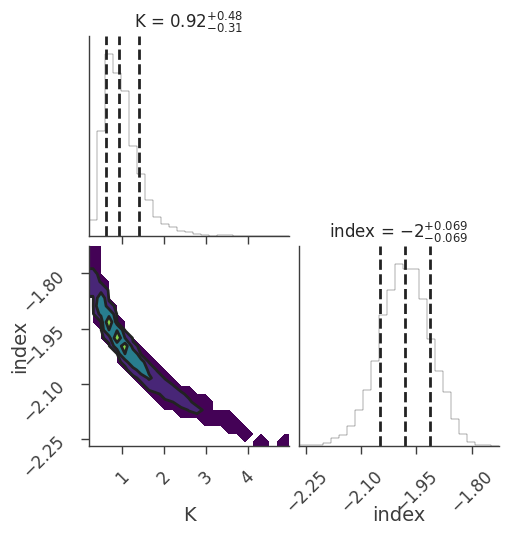 K = 0.92+0.48−0.31
index = −2+0.069−0.069
index
−1.80
−1.95
−2.10
−2.25
1 2 3 4
K
−2.25 −2.10 −1.95 −1.80
index